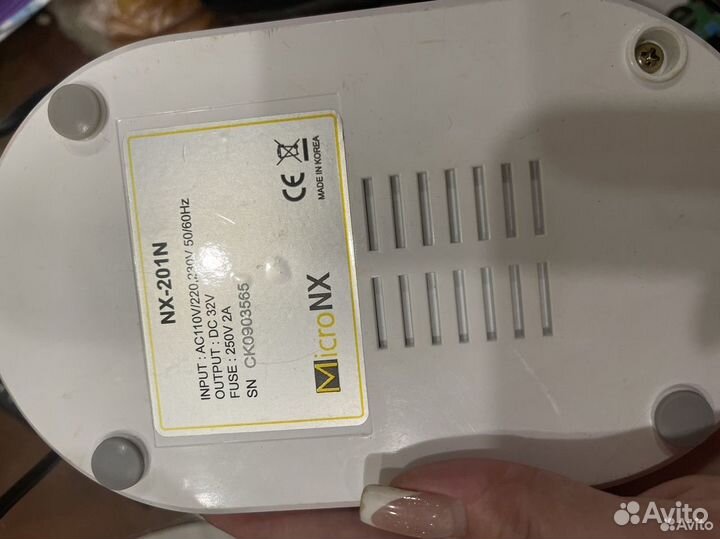 NX-201N
INPUT : AC110V/220,230V 50/60Hz
OUTPUT : DC 32V
FUSE : 250V 2A
SN CK0903565
MicroNX
CE
MADE IN KOREA
Avito
Avito